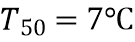 T₅₀ = 7°C